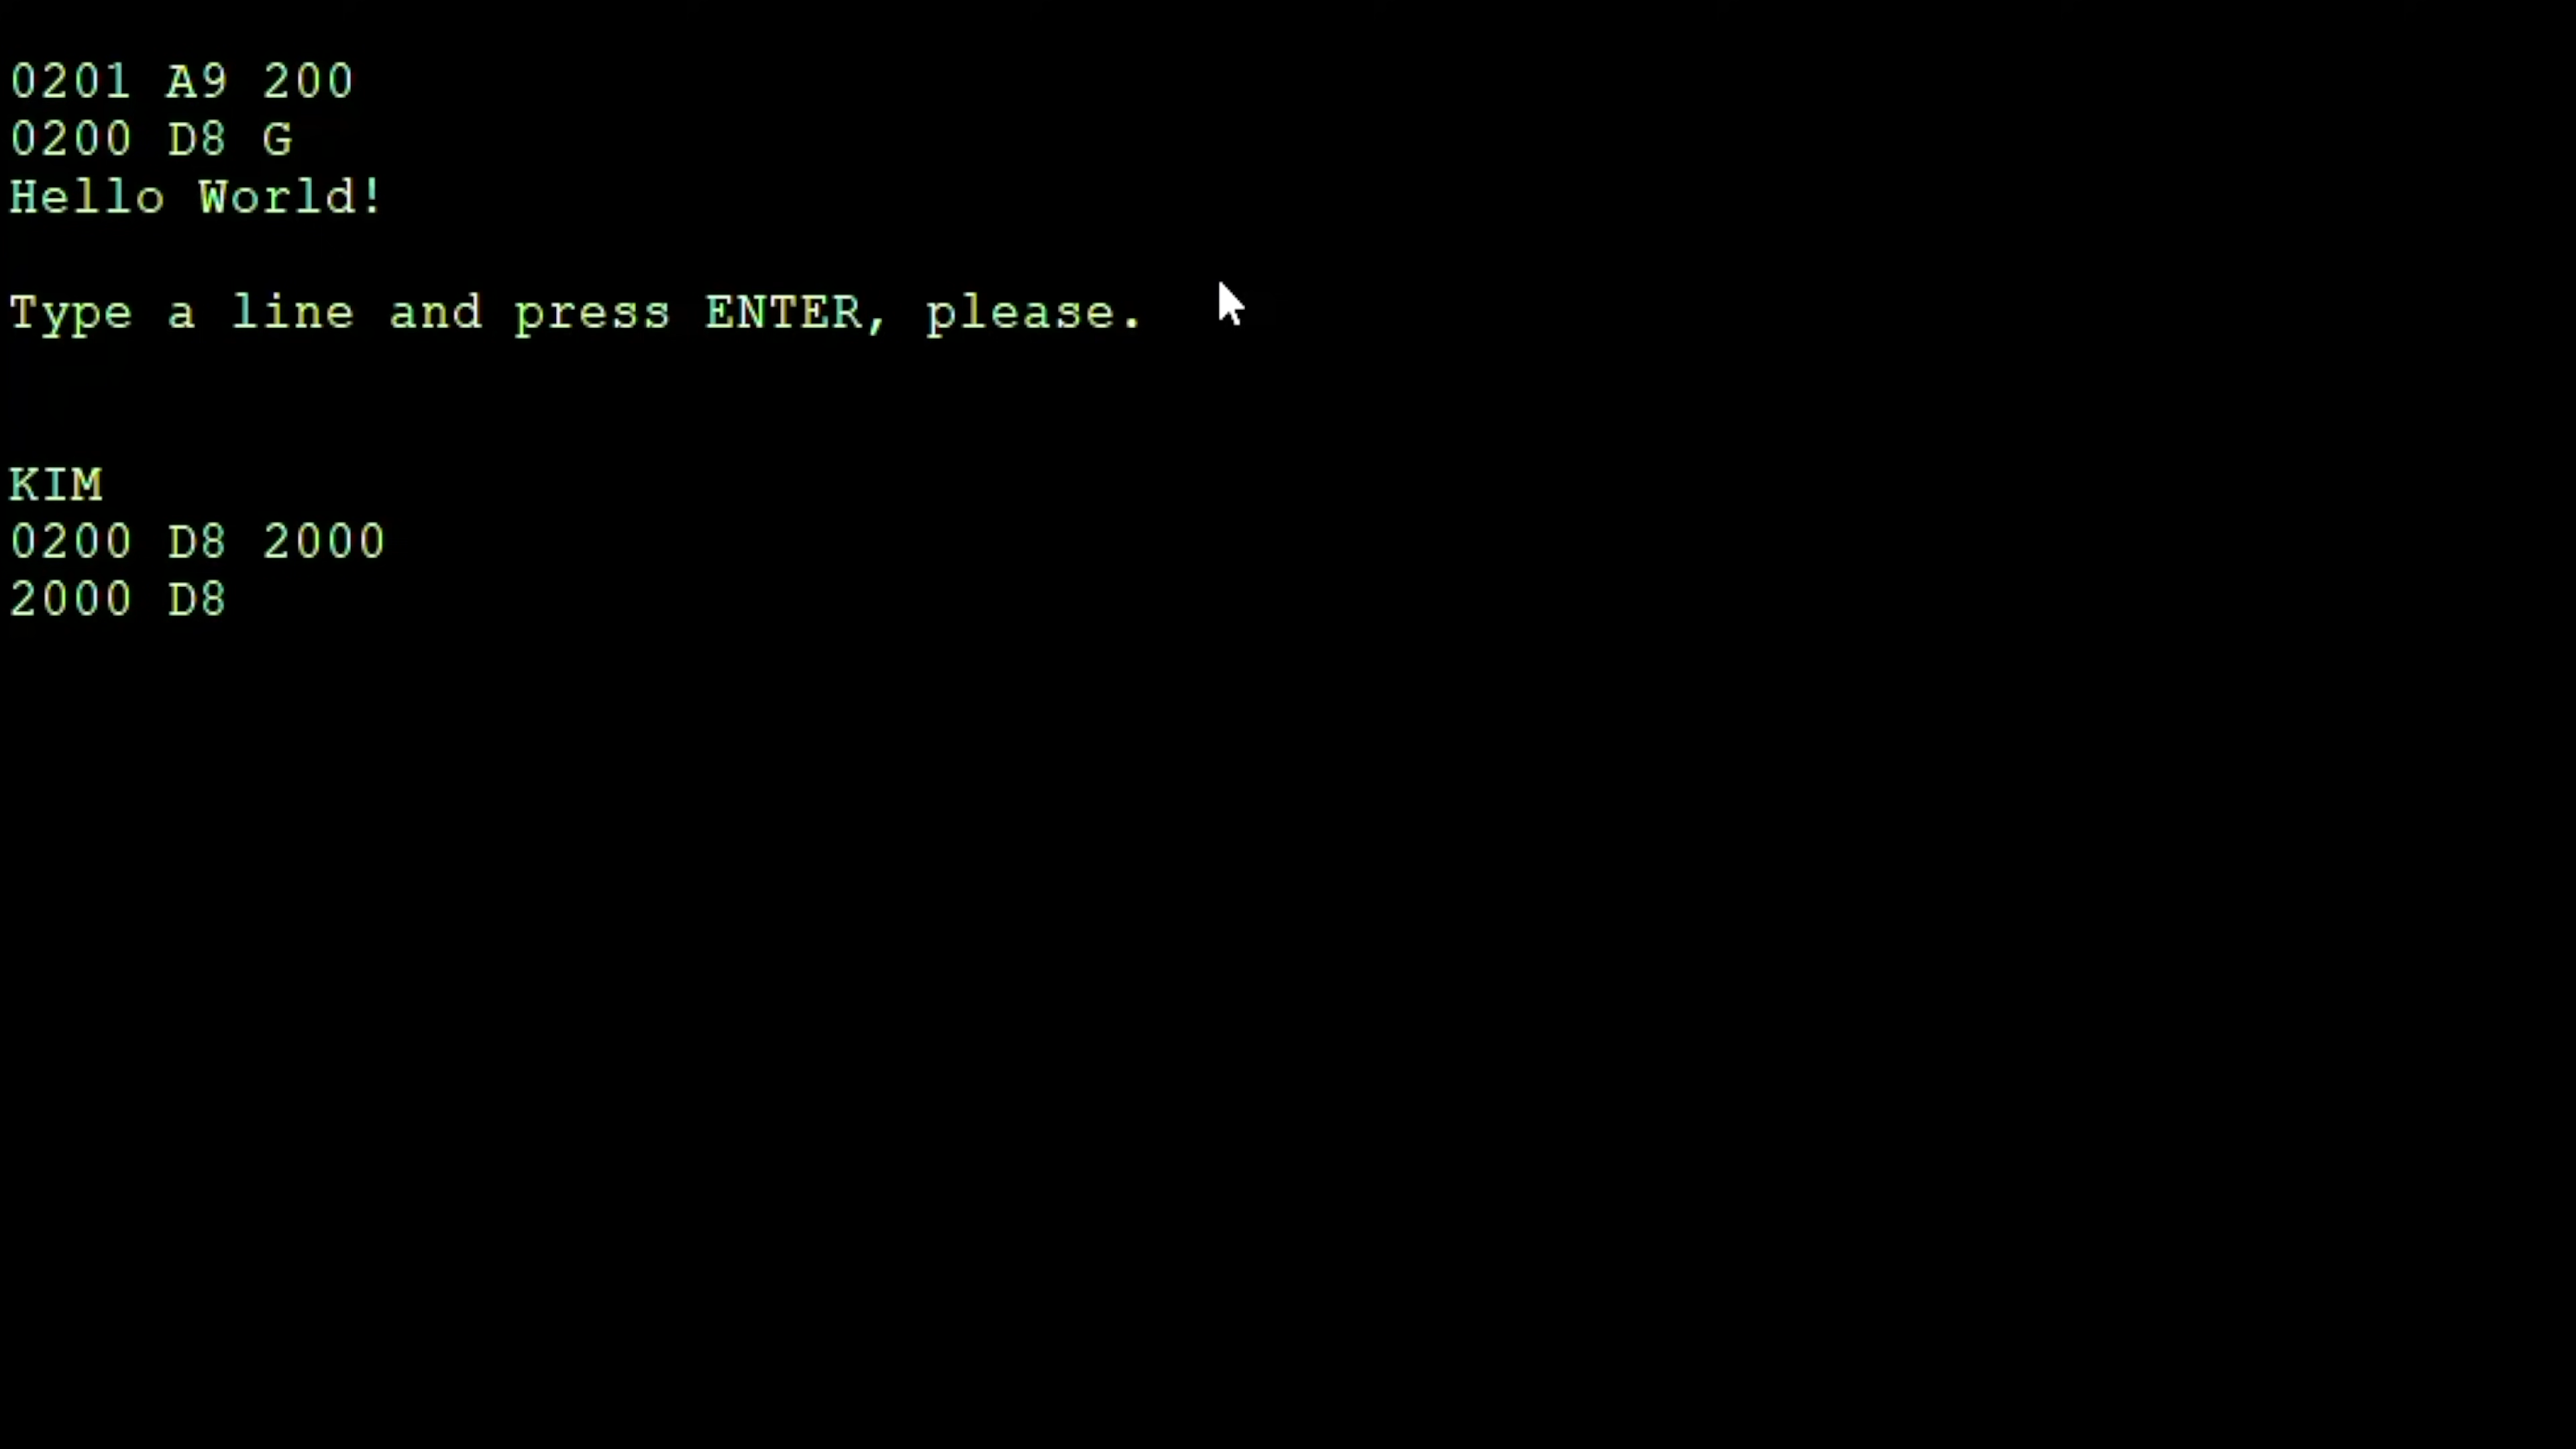 0201 A9 200
0200 D8 G
Hello World!
Type a line and press ENTER, please.
KIM
0200 D8 2000
2000 D8